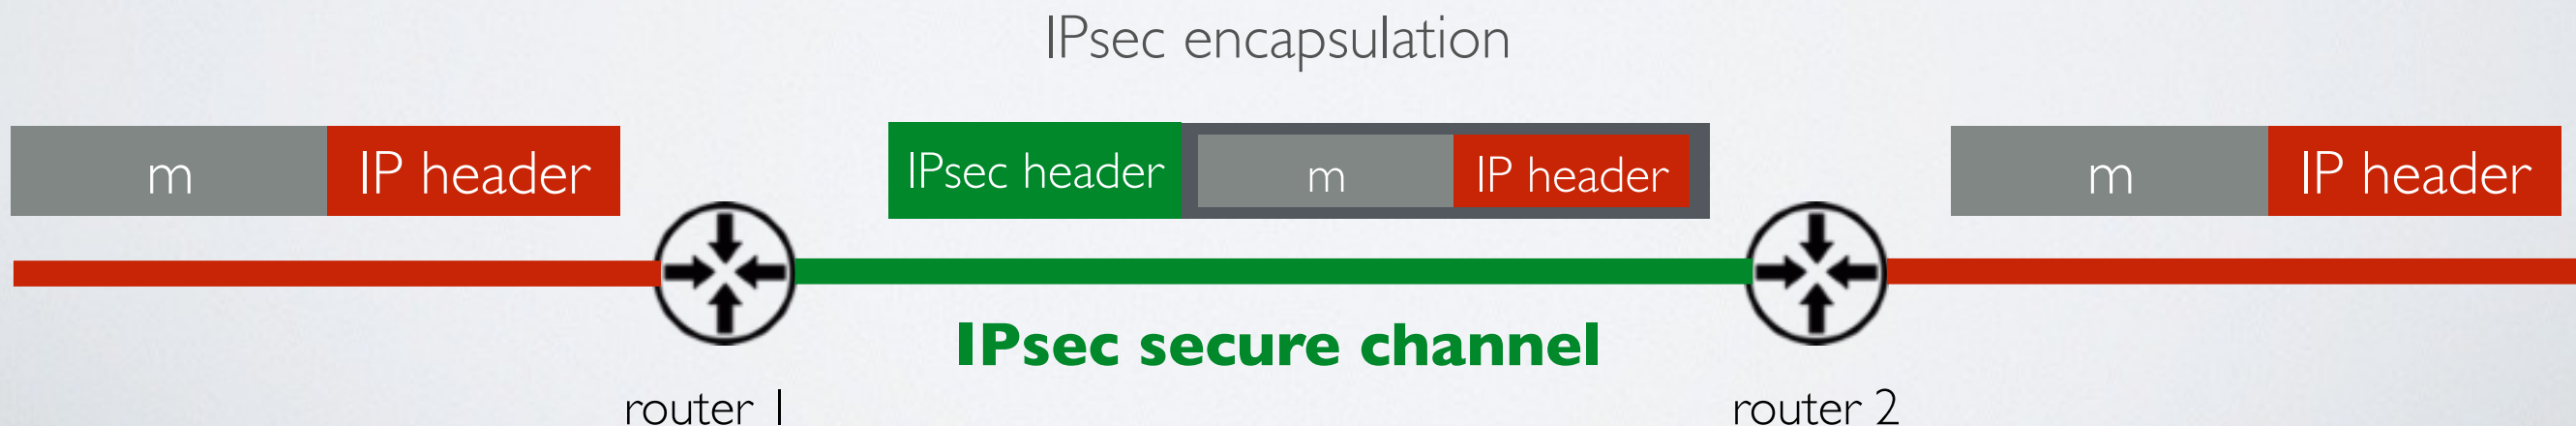 IPsec encapsulation
m IP header
IPsec header m IP header
m IP header
IPsec secure channel
router 1
router 2